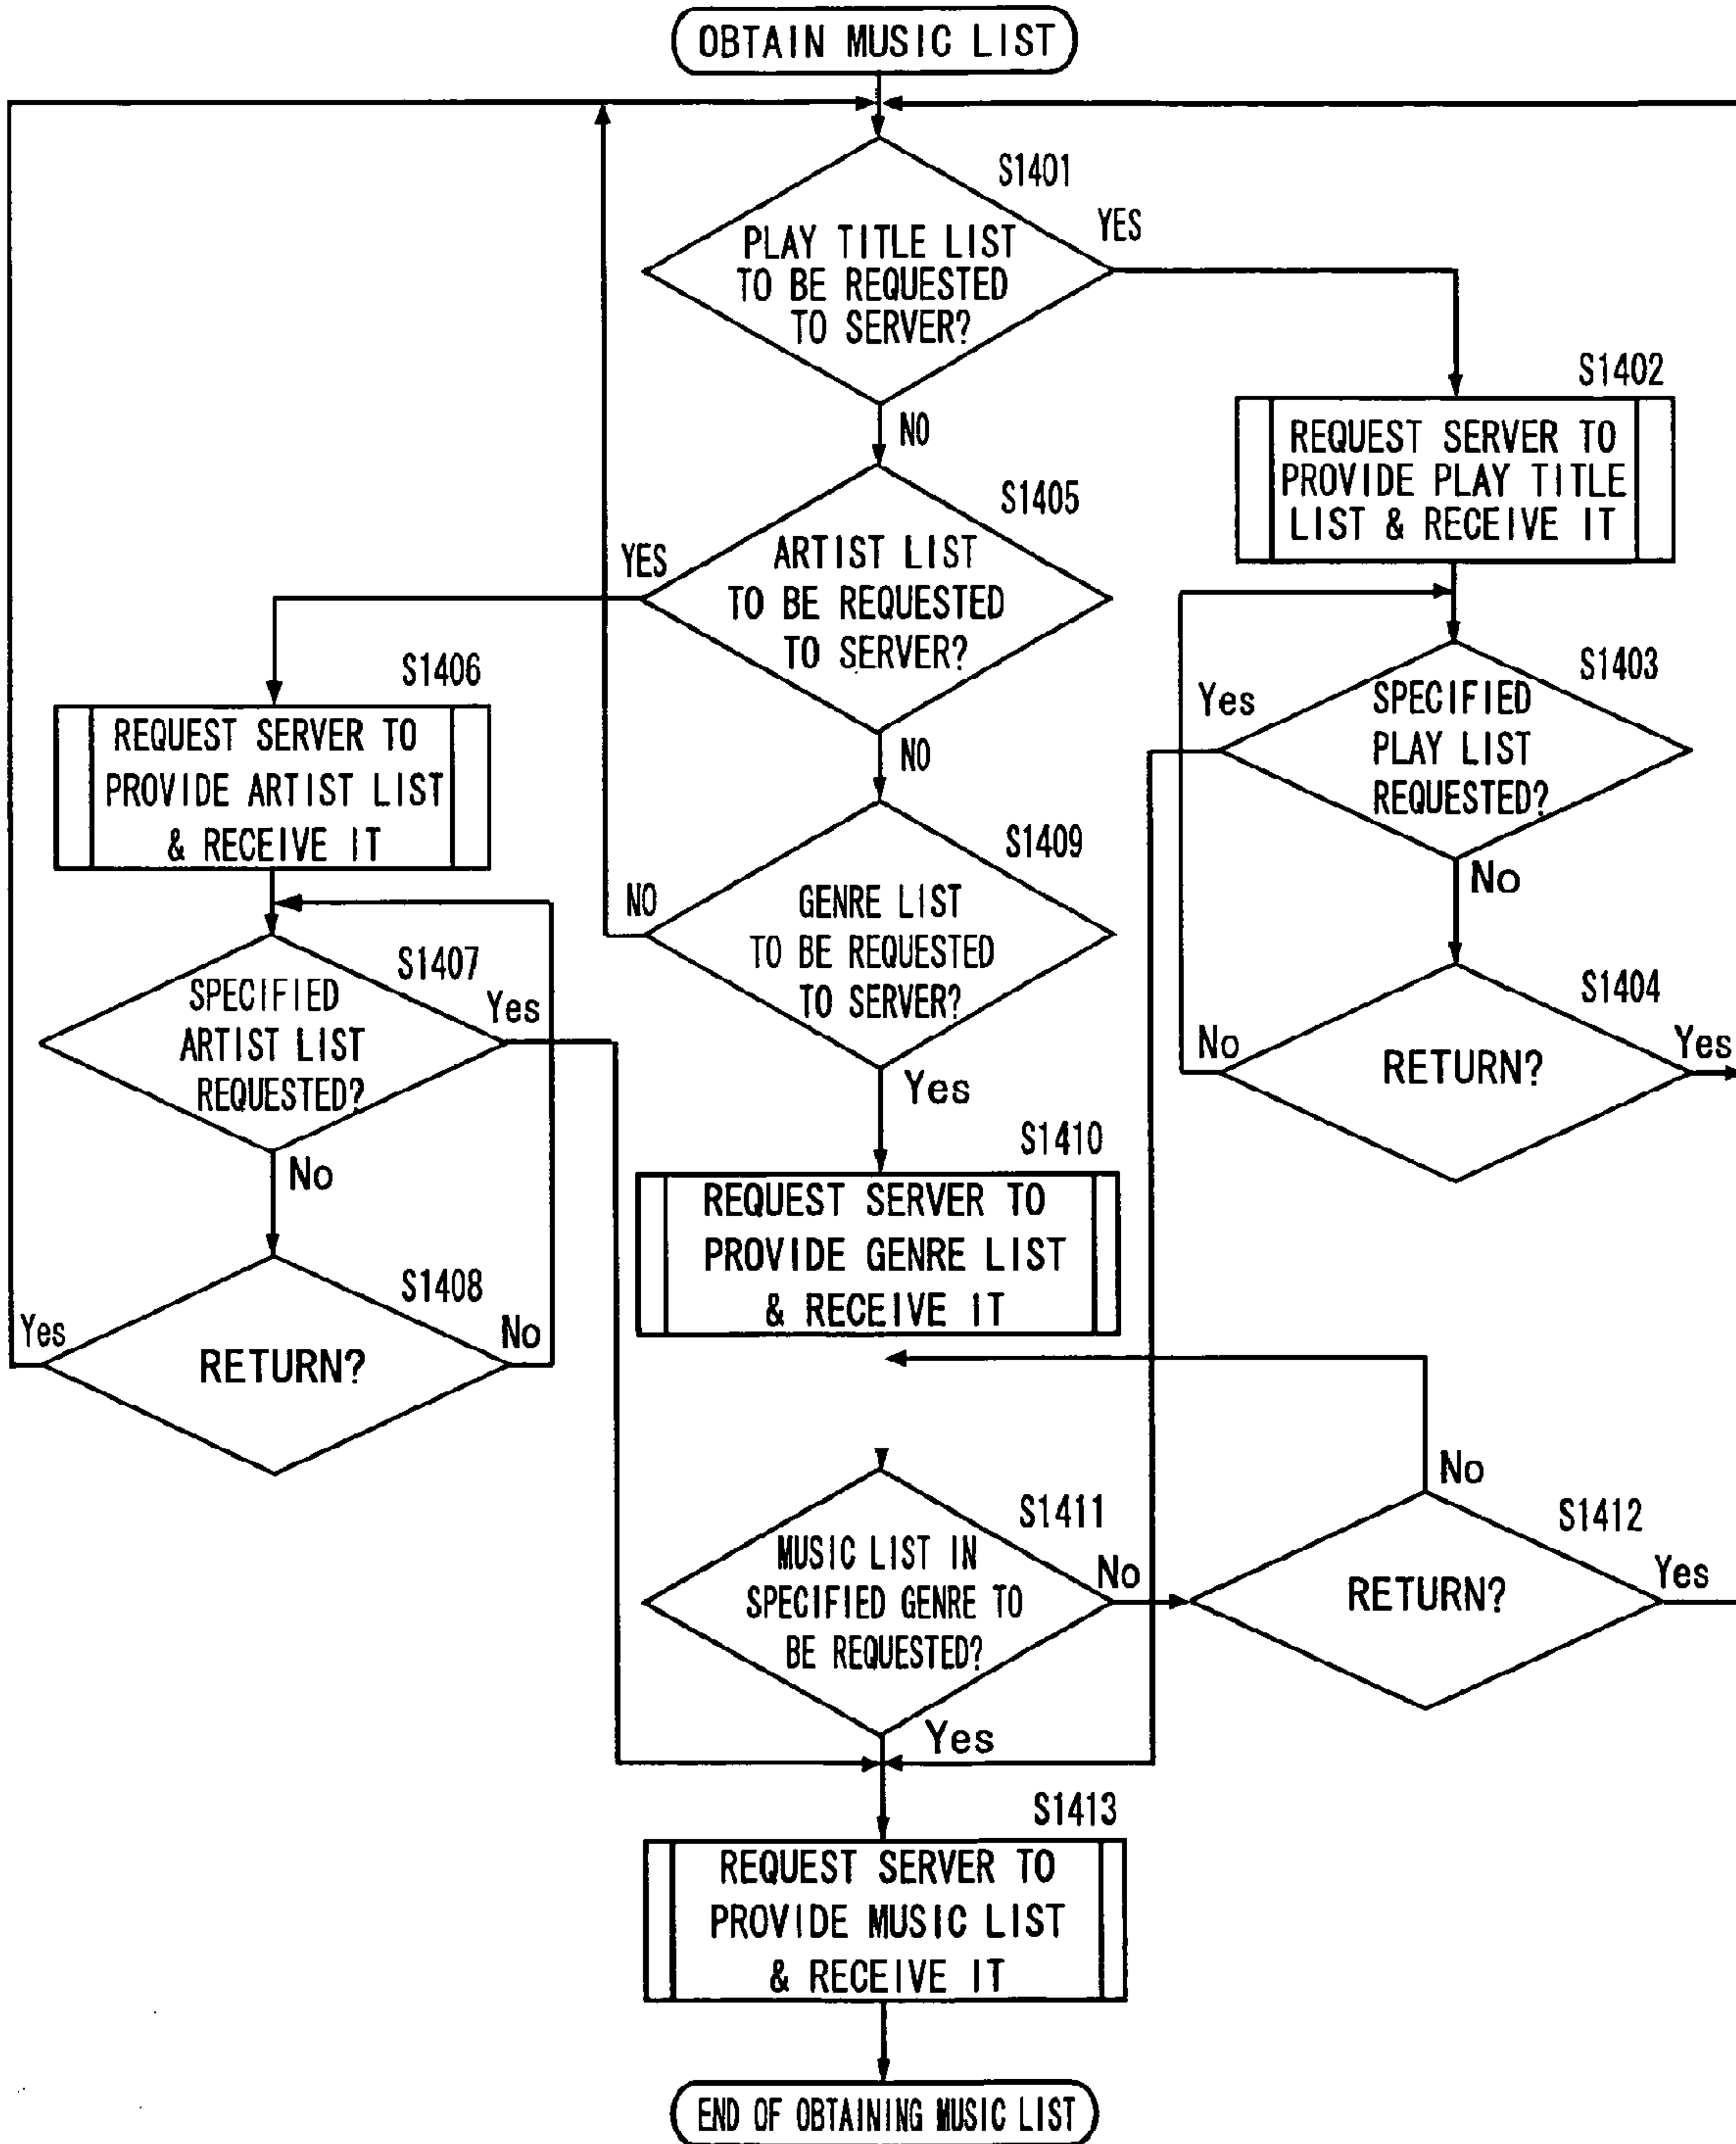 OBTAIN MUSIC LIST
S1401
PLAY TITLE LIST
TO BE REQUESTED
TO SERVER?
YES
NO
S1402
REQUEST SERVER TO
PROVIDE PLAY TITLE
LIST & RECEIVE IT
S1405
ARTIST LIST
TO BE REQUESTED
TO SERVER?
YES
NO
S1403
SPECIFIED
PLAY LIST
REQUESTED?
Yes
No
S1406
REQUEST SERVER TO
PROVIDE ARTIST LIST
& RECEIVE IT
S1409
GENRE LIST
TO BE REQUESTED
TO SERVER?
NO
Yes
S1404
RETURN?
No
Yes
S1407
SPECIFIED
ARTIST LIST
REQUESTED?
Yes
No
S1410
REQUEST SERVER TO
PROVIDE GENRE LIST
& RECEIVE IT
S1408
RETURN?
Yes
No
S1411
MUSIC LIST IN
SPECIFIED GENRE TO
BE REQUESTED?
No
Yes
S1412
RETURN?
No
Yes
S1413
REQUEST SERVER TO
PROVIDE MUSIC LIST
& RECEIVE IT
END OF OBTAINING MUSIC LIST